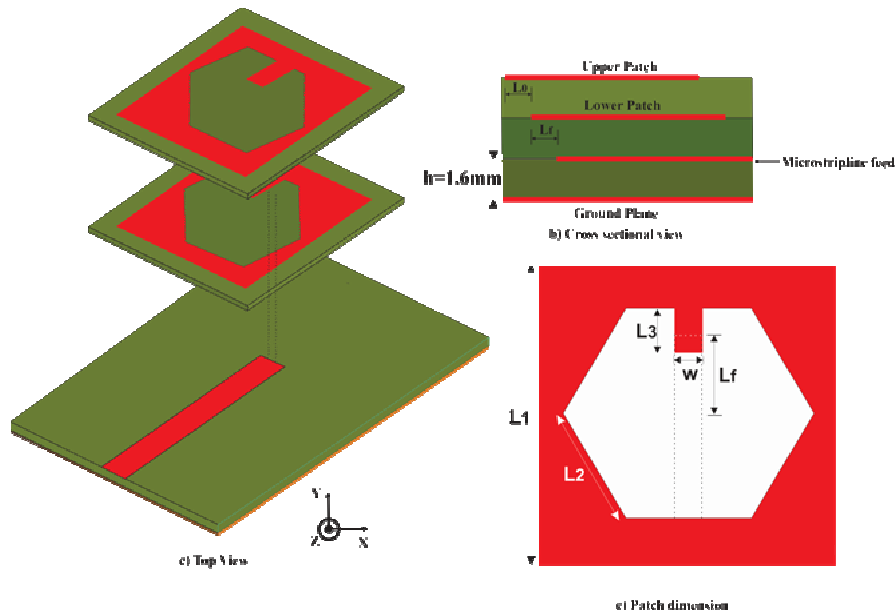 Upper Patch
Lo
Lower Patch
Lf
Microstripline feed
h=1.6mm
Ground Plane
b) Cross sectional view
L3
W
Lf
L1
L2
Y
Z
X
c) Top View
c) Patch dimension